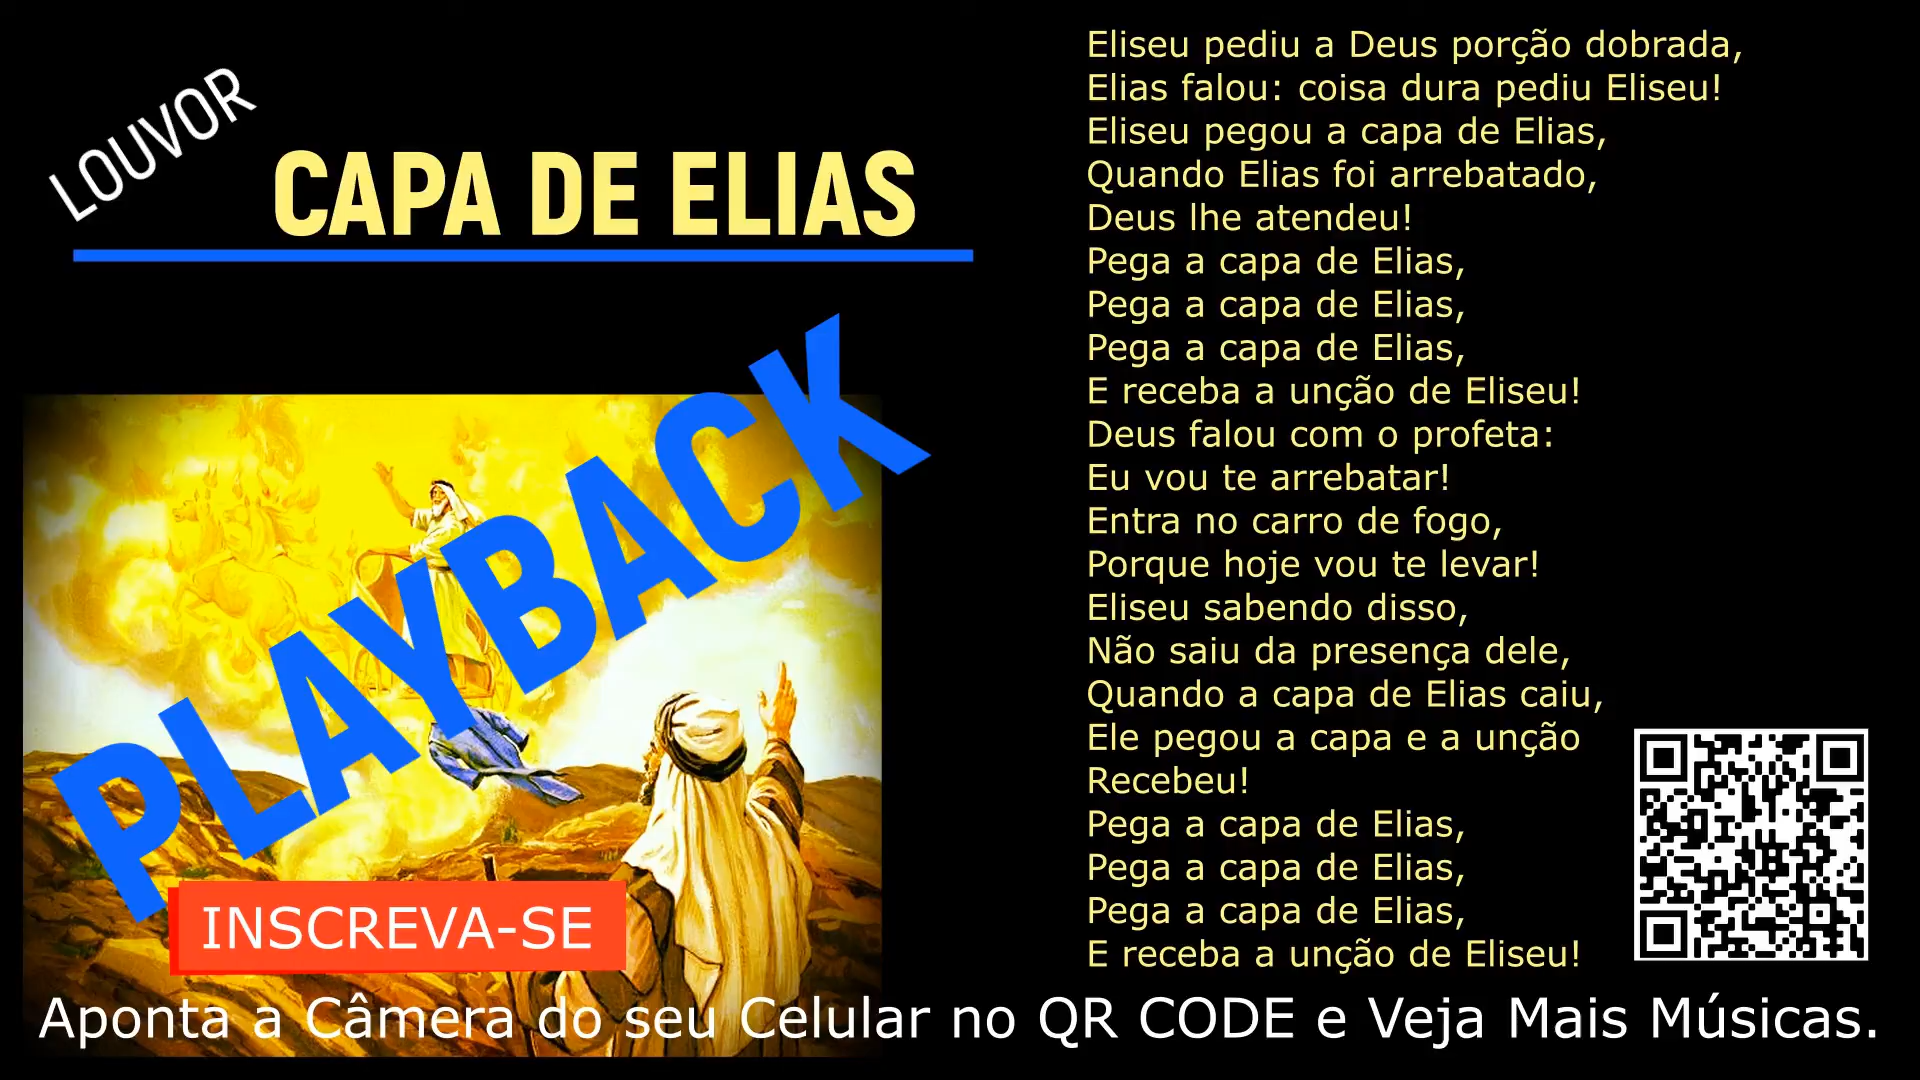 LOUVOR
CAPA DE ELIAS
PLAYBACK
INSCREVA-SE
Eliseu pediu a Deus porção dobrada,
Elias falou: coisa dura pediu Eliseu!
Eliseu pegou a capa de Elias,
Quando Elias foi arrebatado,
Deus lhe atendeu!
Pega a capa de Elias,
Pega a capa de Elias,
Pega a capa de Elias,
E receba a unção de Eliseu!
Deus falou com o profeta:
Eu vou te arrebatar!
Entra no carro de fogo,
Porque hoje vou te levar!
Eliseu sabendo disso,
Não saiu da presença dele,
Quando a capa de Elias caiu,
Ele pegou a capa e a unção
Recebeu!
Pega a capa de Elias,
Pega a capa de Elias,
Pega a capa de Elias,
E receba a unção de Eliseu!
Aponta a Câmera do seu Celular no QR CODE e Veja Mais Músicas.